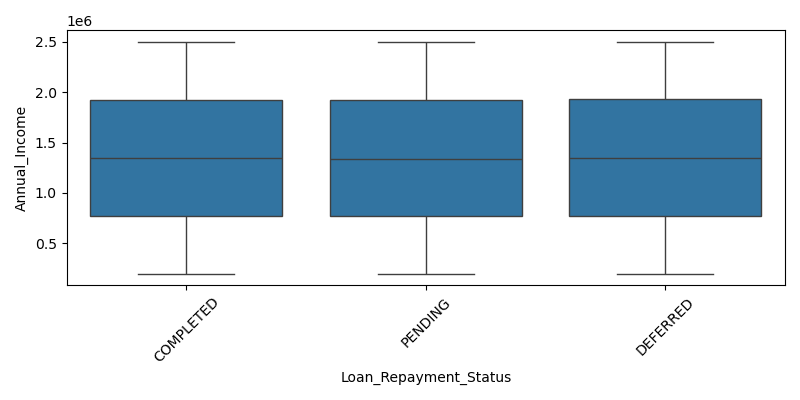 1e6
2.5
2.0
1.5
1.0
0.5
Annual_Income
COMPLETED
PENDING
DEFERRED
Loan_Repayment_Status